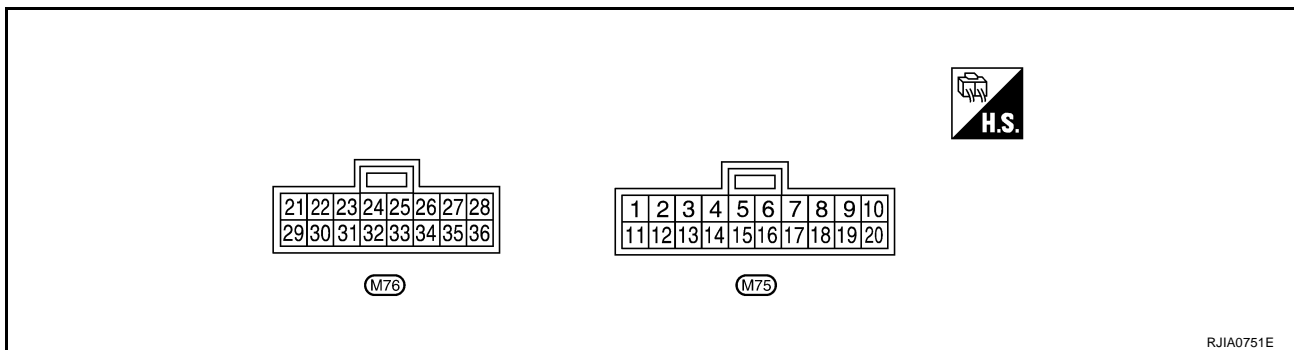 H.S.
21 22 23 24 25 26 27 28
29 30 31 32 33 34 35 36
M76
1 2 3 4 5 6 7 8 9 10
11 12 13 14 15 16 17 18 19 20
M75
RJIA0751E